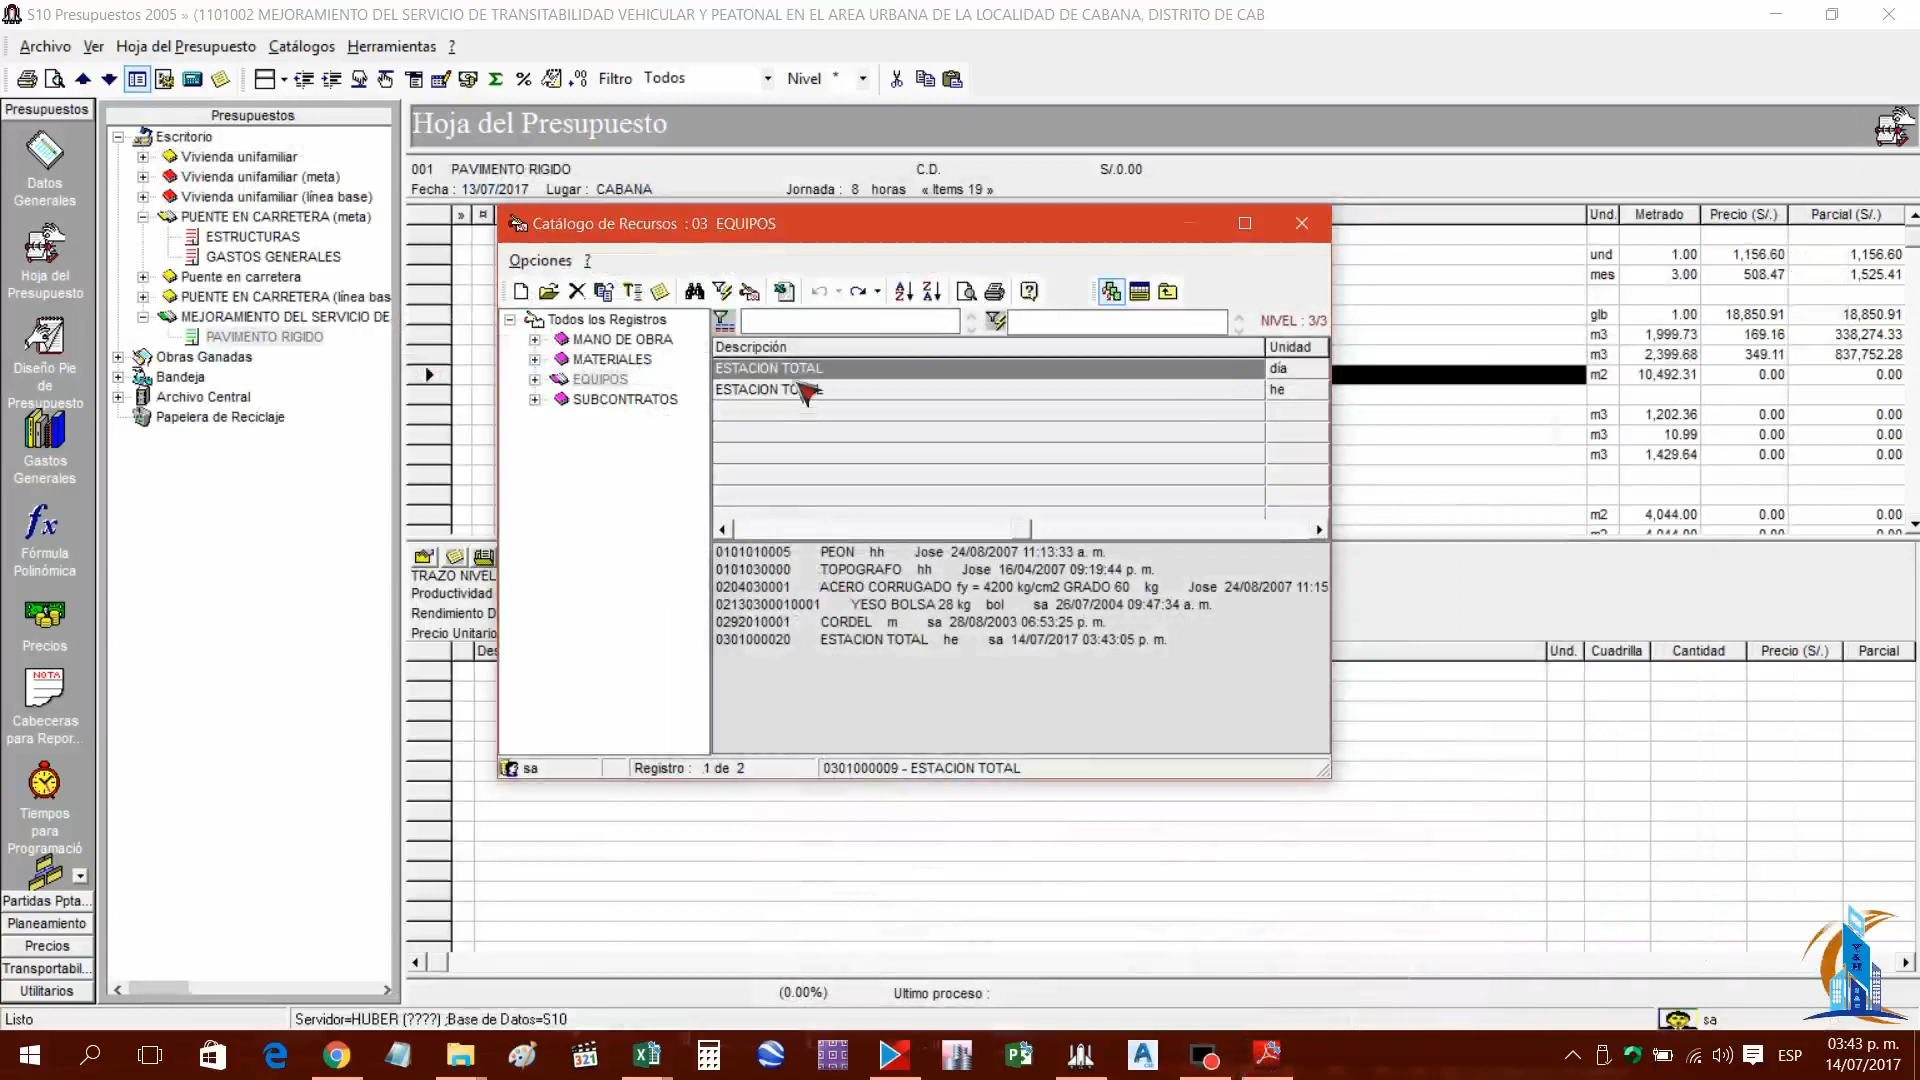 S10 Presupuestos 2005 » (1101002 MEJORAMIENTO DEL SERVICIO DE TRANSITABILIDAD VEHICULAR Y PEATONAL EN EL AREA URBANA DE LA LOCALIDAD DE CABANA, DISTRITO DE CAB
Archivo Ver Hoja del Presupuesto Catálogos Herramientas ?
Filtro Todos Nivel *
Presupuestos
Datos Generales
Hoja del Presupuesto
Diseño Pie de Presupuesto
Gastos Generales
Fórmula Polinómica
Precios
NOTA
Cabeceras para Repor...
Tiempos para Programació
Partidas Ppta...
Planeamiento
Precios
Transportabil...
Utilitarios
Presupuestos
Escritorio
Vivienda unifamiliar
Vivienda unifamiliar (meta)
Vivienda unifamiliar (línea base)
PUENTE EN CARRETERA (meta)
ESTRUCTURAS
GASTOS GENERALES
Puente en carretera
PUENTE EN CARRETERA (línea bas
MEJORAMIENTO DEL SERVICIO DE
PAVIMENTO RIGIDO
Obras Ganadas
Bandeja
Archivo Central
Papelera de Reciclaje
Hoja del Presupuesto
001 PAVIMENTO RIGIDO C.D. S/.0.00
Fecha : 13/07/2017 Lugar : CABANA Jornada : 8 horas « Items 19 »
Und. Metrado Precio (S/.) Parcial (S/.)
und 1.00 1,156.60 1,156.60
mes 3.00 508.47 1,525.41
glb 1.00 18,850.91 18,850.91
m3 1,999.73 169.16 338,274.33
m3 2,399.68 349.11 837,752.28
m2 10,492.31 0.00 0.00
m3 1,202.36 0.00 0.00
m3 10.99 0.00 0.00
m3 1,429.64 0.00 0.00
m2 4,044.00 0.00 0.00
Catálogo de Recursos : 03 EQUIPOS
Opciones ?
Todos los Registros
MANO DE OBRA
MATERIALES
EQUIPOS
SUBCONTRATOS
NIVEL : 3/3
Descripción Unidad
ESTACION TOTAL día
ESTACION TOTAL he
0101010005 PEON hh Jose 24/08/2007 11:13:33 a. m.
0101030000 TOPOGRAFO hh Jose 16/04/2007 09:19:44 p. m.
0204030001 ACERO CORRUGADO fy = 4200 kg/cm2 GRADO 60 kg Jose 24/08/2007 11:15
02130300010001 YESO BOLSA 28 kg bol sa 26/07/2004 09:47:34 a. m.
0292010001 CORDEL m sa 28/08/2003 06:53:25 p. m.
0301000020 ESTACION TOTAL he sa 14/07/2017 03:43:05 p. m.
sa Registro : 1 de 2 0301000009 - ESTACION TOTAL
TRAZO NIVEL
Productividad
Rendimiento D
Precio Unitario
Des
Und. Cuadrilla Cantidad Precio (S/.) Parcial
(0.00%) Ultimo proceso :
Listo Servidor=HUBER (????) ;Base de Datos=S10 sa
ESP
03:43 p. m.
14/07/2017